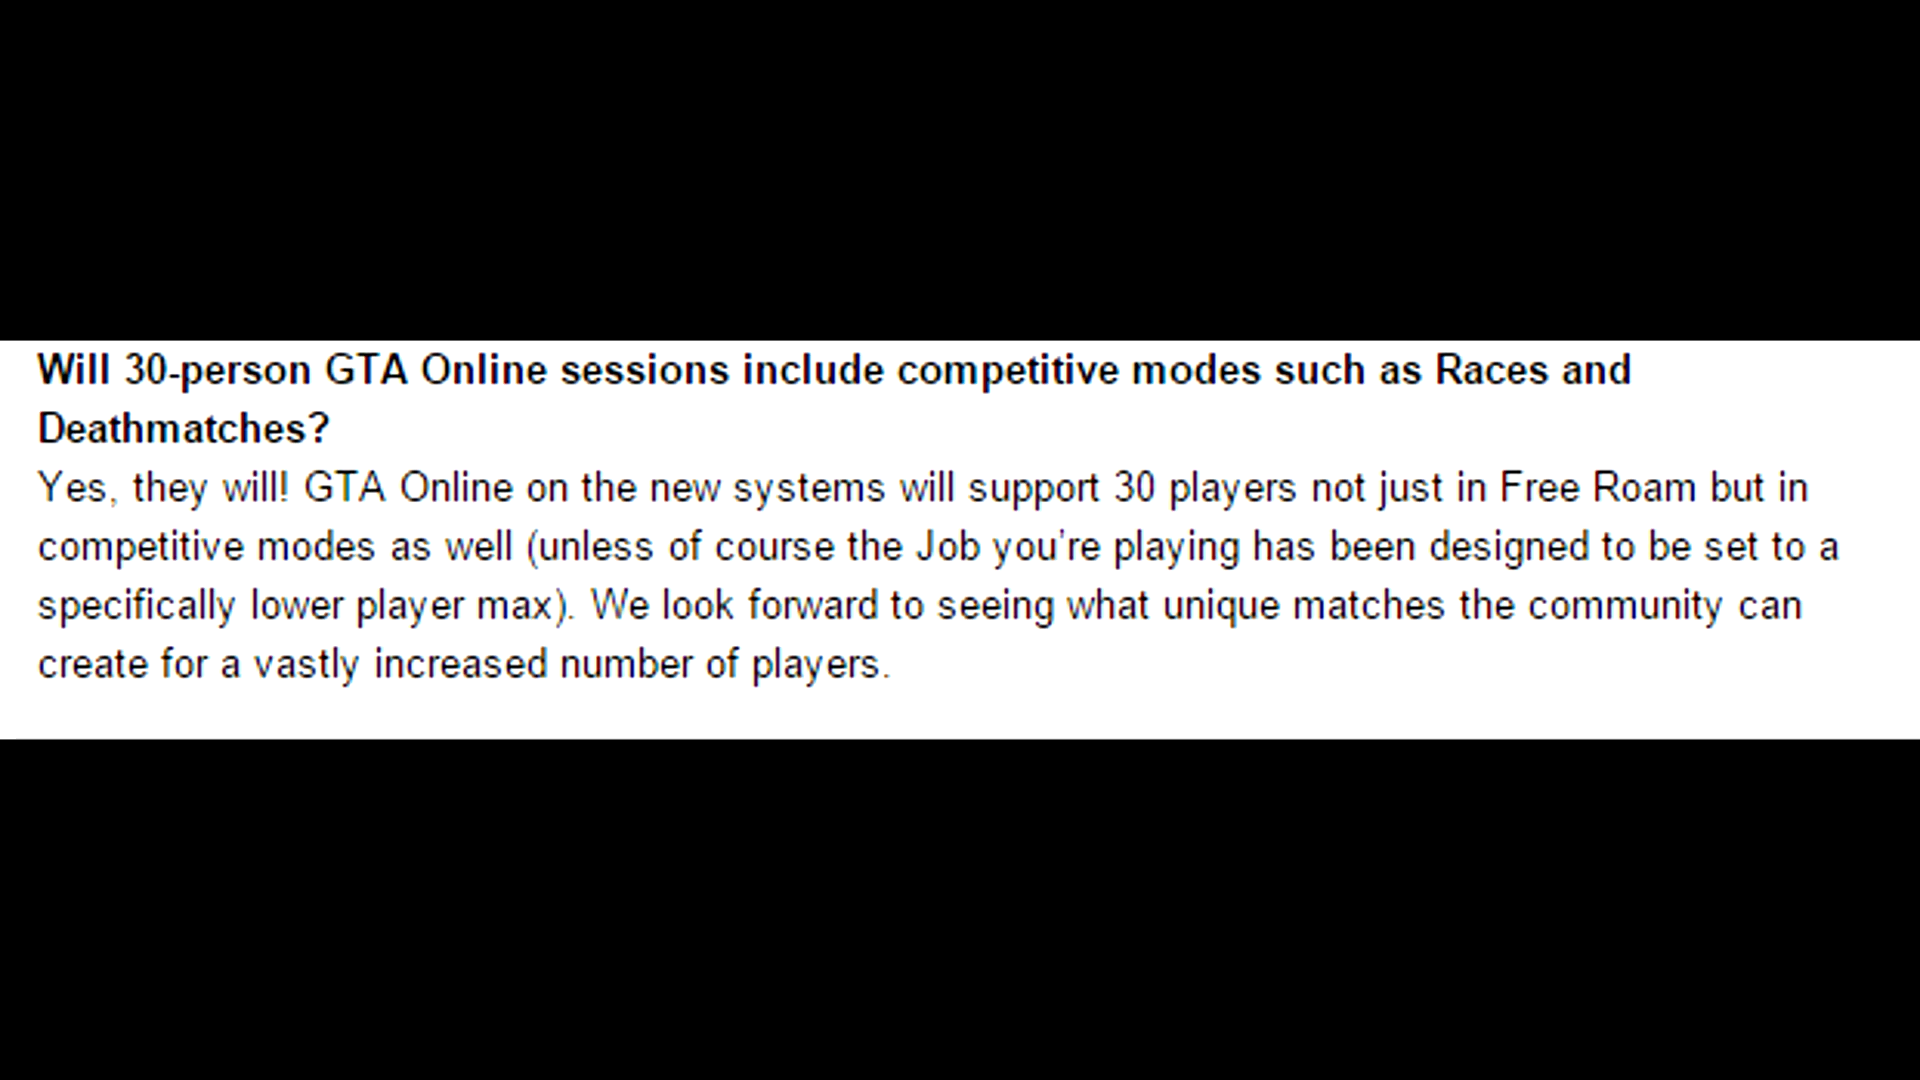 Will 30-person GTA Online sessions include competitive modes such as Races and
Deathmatches?
Yes, they will! GTA Online on the new systems will support 30 players not just in Free Roam but in
competitive modes as well (unless of course the Job you're playing has been designed to be set to a
specifically lower player max). We look forward to seeing what unique matches the community can
create for a vastly increased number of players.